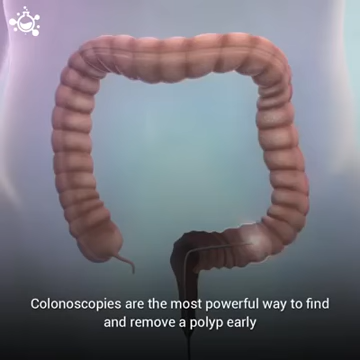 Colonoscopies are the most powerful way to find
and remove a polyp early